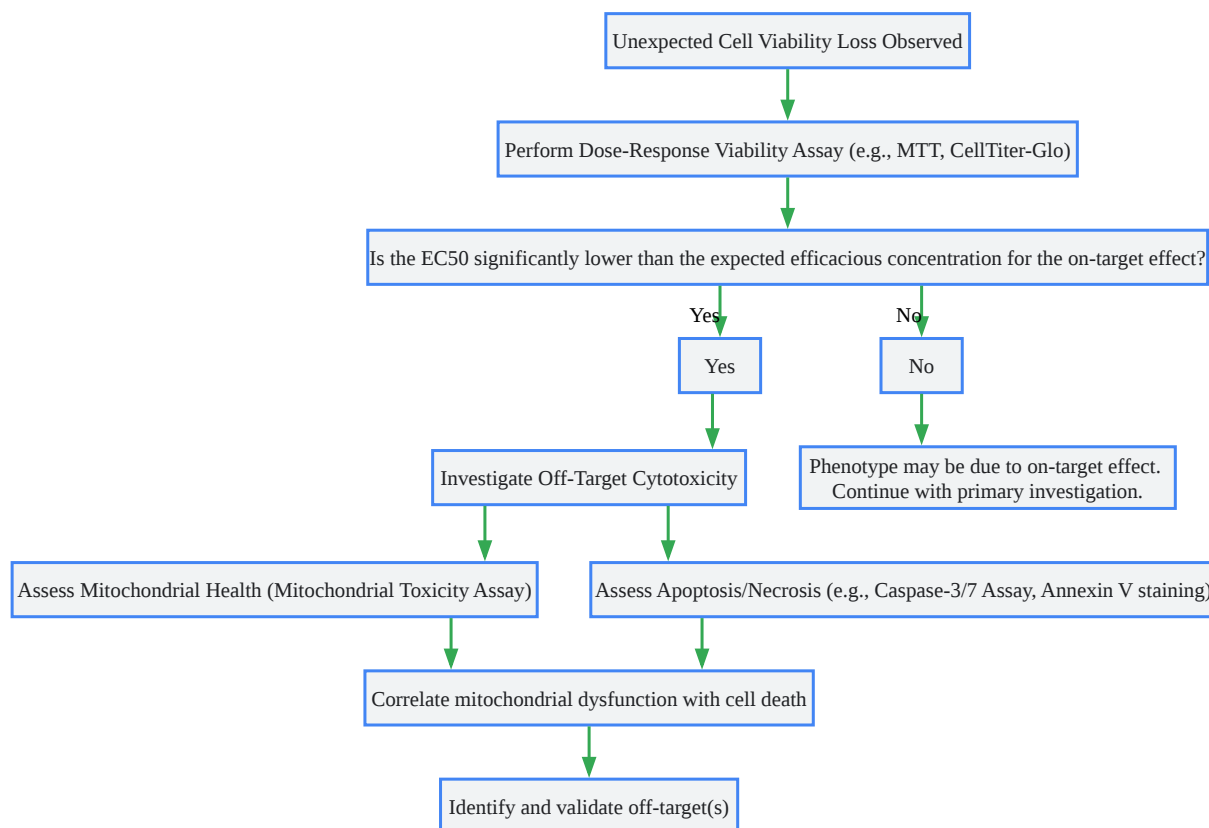 Unexpected Cell Viability Loss Observed
Perform Dose-Response Viability Assay (e.g., MTT, CellTiter-Glo)
Is the EC50 significantly lower than the expected efficacious concentration for the on-target effect?
Yes
No
Yes
No
Investigate Off-Target Cytotoxicity
Phenotype may be due to on-target effect.
Continue with primary investigation.
Assess Mitochondrial Health (Mitochondrial Toxicity Assay)
Assess Apoptosis/Necrosis (e.g., Caspase-3/7 Assay, Annexin V staining)
Correlate mitochondrial dysfunction with cell death
Identify and validate off-target(s)